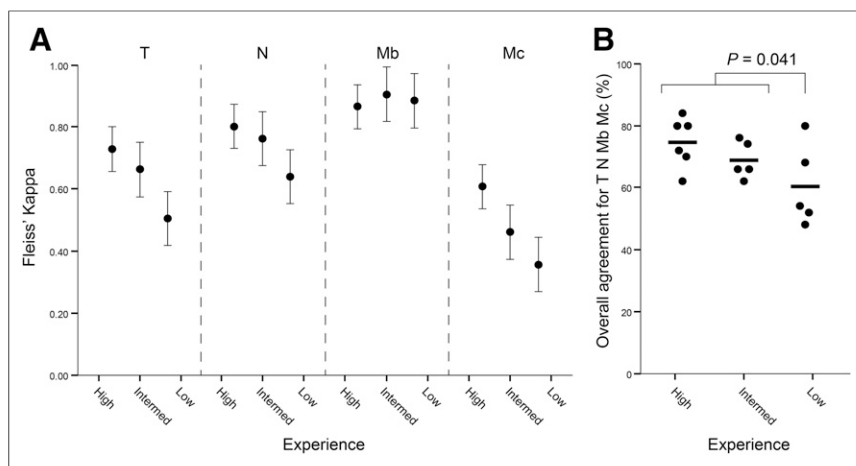 A
T N Mb Mc
Fleiss' Kappa
1.00
0.80
0.60
0.40
0.20
0.00
High Intermed Low High Intermed Low High Intermed Low High Intermed Low
Experience
B
P = 0.041
Overall agreement for T N Mb Mc (%)
100
80
60
40
20
0
High Intermed Low
Experience